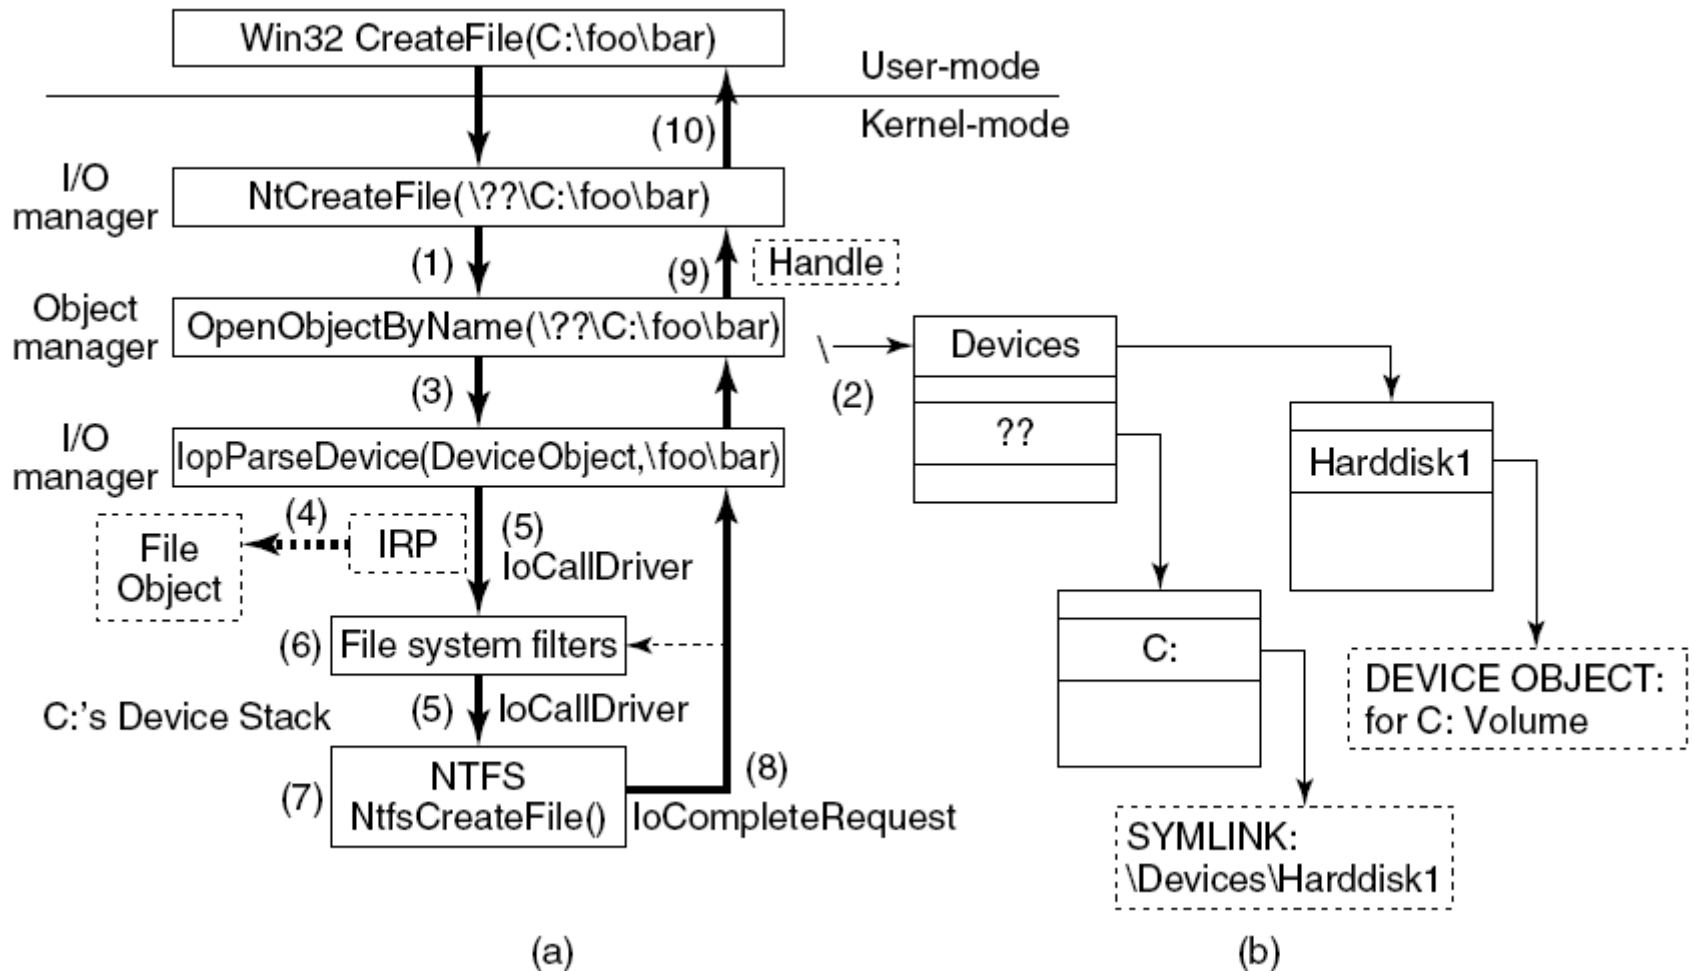 Win32 CreateFile(C:\foo\bar)
User-mode
Kernel-mode
(10)
I/O
manager
NtCreateFile(\??\C:\foo\bar)
(1)
(9)
Handle
Object
manager
OpenObjectByName(\??\C:\foo\bar)
(3)
I/O
manager
IopParseDevice(DeviceObject,\foo\bar)
(4)
File
Object
IRP
(5)
IoCallDriver
(6)
File system filters
C:'s Device Stack
(5)
IoCallDriver
(7)
NTFS
NtfsCreateFile()
(8)
IoCompleteRequest
(a)
\
(2)
Devices
??
Harddisk1
C:
DEVICE OBJECT:
for C: Volume
SYMLINK:
\Devices\Harddisk1
(b)